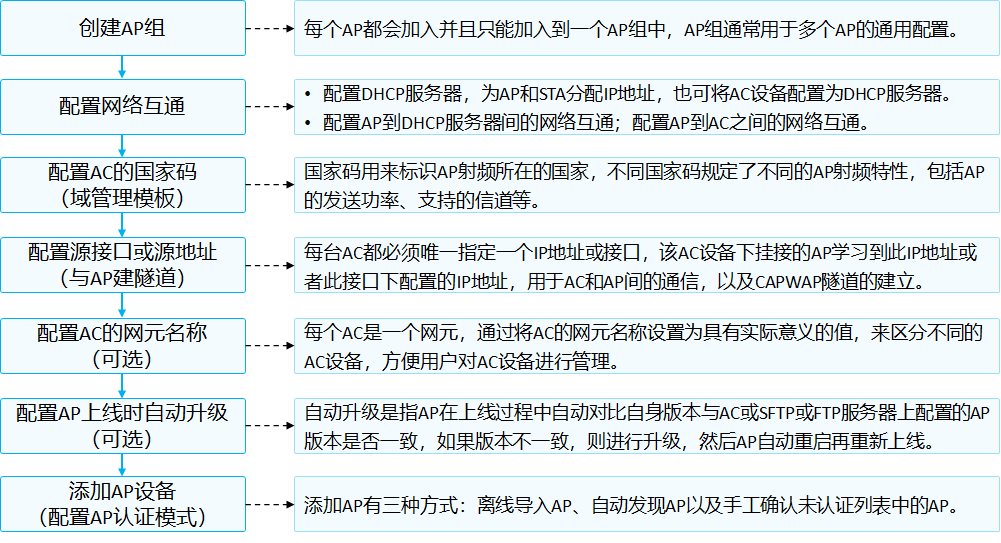 创建AP组
每个AP都会加入并且只能加入到一个AP组中，AP组通常用于多个AP的通用配置。
配置网络互通
• 配置DHCP服务器，为AP和STA分配IP地址，也可将AC设备配置为DHCP服务器。
• 配置AP到DHCP服务器间的网络互通；配置AP到AC之间的网络互通。
配置AC的国家码
（域管理模板）
国家码用来标识AP射频所在的国家，不同国家码规定了不同的AP射频特性，包括AP
的发送功率、支持的信道等。
配置源接口或源地址
（与AP建隧道）
每台AC都必须唯一指定一个IP地址或接口，该AC设备下挂接的AP学习到此IP地址或
者此接口下配置的IP地址，用于AC和AP间的通信，以及CAPWAP隧道的建立。
配置AC的网元名称
（可选）
每个AC是一个网元，通过将AC的网元名称设置为具有实际意义的值，来区分不同的
AC设备，方便用户对AC设备进行管理。
配置AP上线时自动升级
（可选）
自动升级是指AP在上线过程中自动对比自身版本与AC或SFTP或FTP服务器上配置的AP
版本是否一致，如果版本不一致，则进行升级，然后AP自动重启再重新上线。
添加AP设备
（配置AP认证模式）
添加AP有三种方式：离线导入AP、自动发现AP以及手工确认未认证列表中的AP。